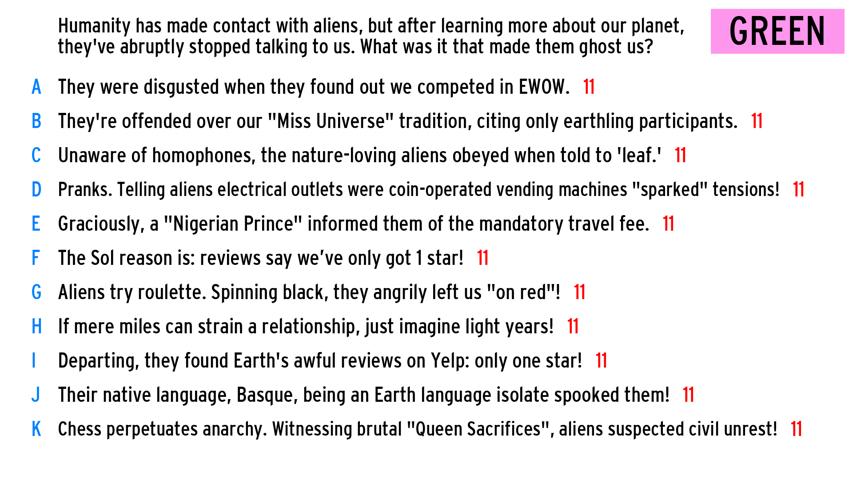 Humanity has made contact with aliens, but after learning more about our planet,
they've abruptly stopped talking to us. What was it that made them ghost us?
GREEN
A They were disgusted when they found out we competed in EWOW. 11
B They're offended over our "Miss Universe" tradition, citing only earthling participants. 11
C Unaware of homophones, the nature-loving aliens obeyed when told to 'leaf.' 11
D Pranks. Telling aliens electrical outlets were coin-operated vending machines "sparked" tensions! 11
E Graciously, a "Nigerian Prince" informed them of the mandatory travel fee. 11
F The Sol reason is: reviews say we’ve only got 1 star! 11
G Aliens try roulette. Spinning black, they angrily left us "on red"! 11
H If mere miles can strain a relationship, just imagine light years! 11
I Departing, they found Earth's awful reviews on Yelp: only one star! 11
J Their native language, Basque, being an Earth language isolate spooked them! 11
K Chess perpetuates anarchy. Witnessing brutal "Queen Sacrifices", aliens suspected civil unrest! 11